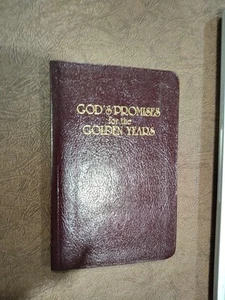 GOD'S PROMISES
for the
GOLDEN YEARS